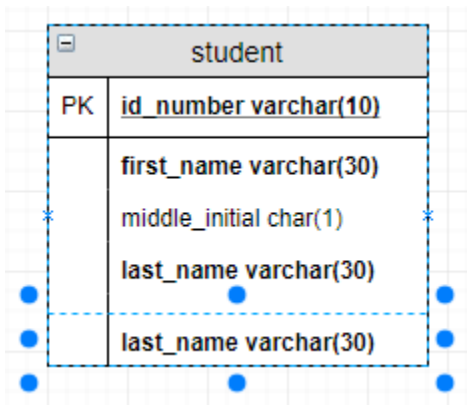 student
PK id_number varchar(10)
first_name varchar(30)
middle_initial char(1)
last_name varchar(30)
last_name varchar(30)